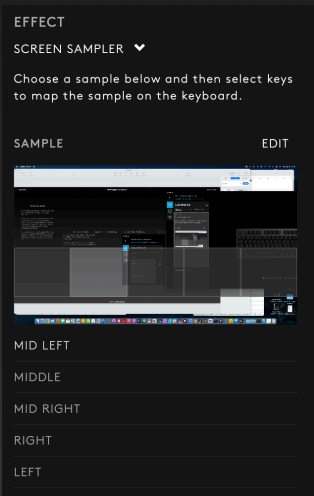 EFFECT
SCREEN SAMPLER
Choose a sample below and then select keys
to map the sample on the keyboard.
SAMPLE EDIT
MID LEFT
MIDDLE
MID RIGHT
RIGHT
LEFT